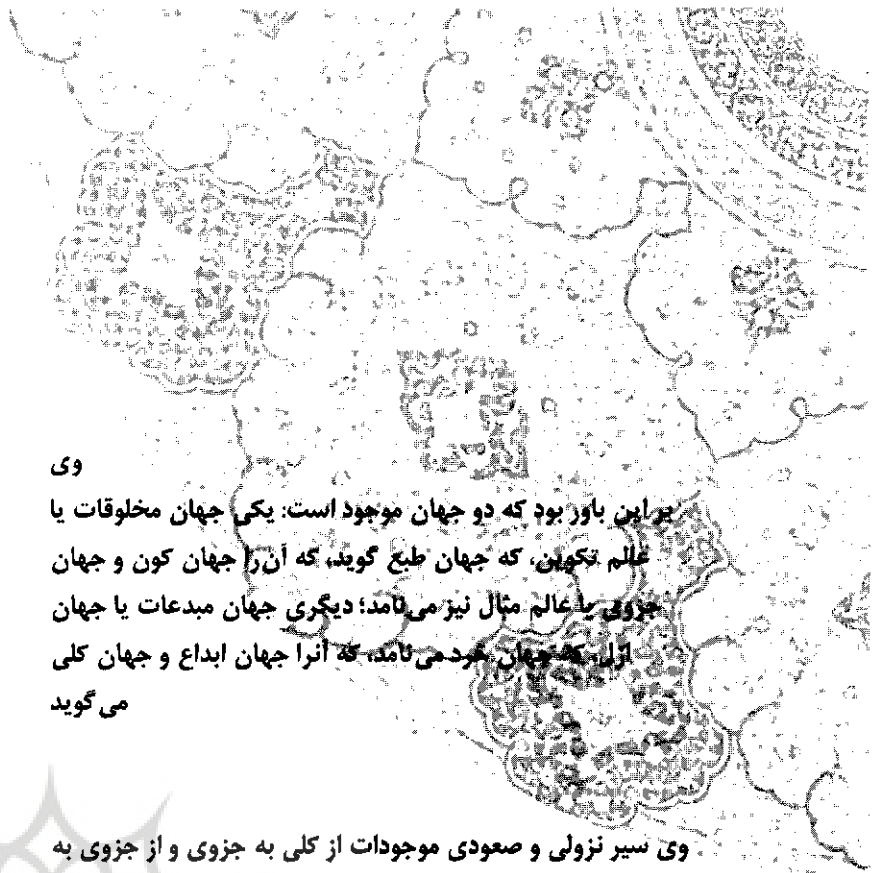 وی
بر این باور بود که دو جهان موجود است: یکی جهان مخلوقات یا
عالم تکوین، که جهان طبع گوید، که آن‌را جهان کون و جهان
جزوی یا عالم مثال نیز می‌نامد؛ دیگری جهان مبدعات یا جهان
ازل، که جهان خرد می‌نامد، که آنرا جهان ابداع و جهان کلی
می‌گوید
وی سیر نزولی و صعودی موجودات از کلی به جزوی و از جزوی به